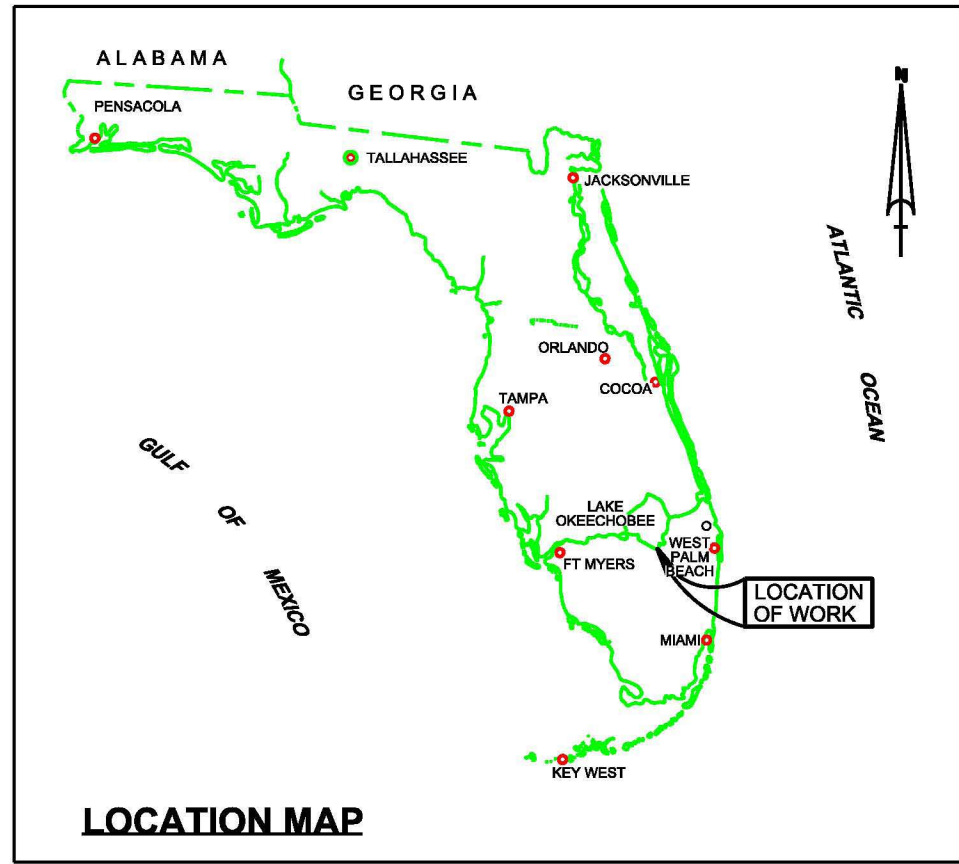 ALABAMA
N
GEORGIA
PENSACOLA
TALLAHASSEE
JACKSONVILLE
ATLANTIC
OCEAN
ORLANDO
COCOA
TAMPA
GULF
OF
MEXICO
LAKE
OKEECHOBEE
WEST
PALM
BEACH
FT MYERS
LOCATION
OF WORK
MIAMI
KEY WEST
LOCATION MAP